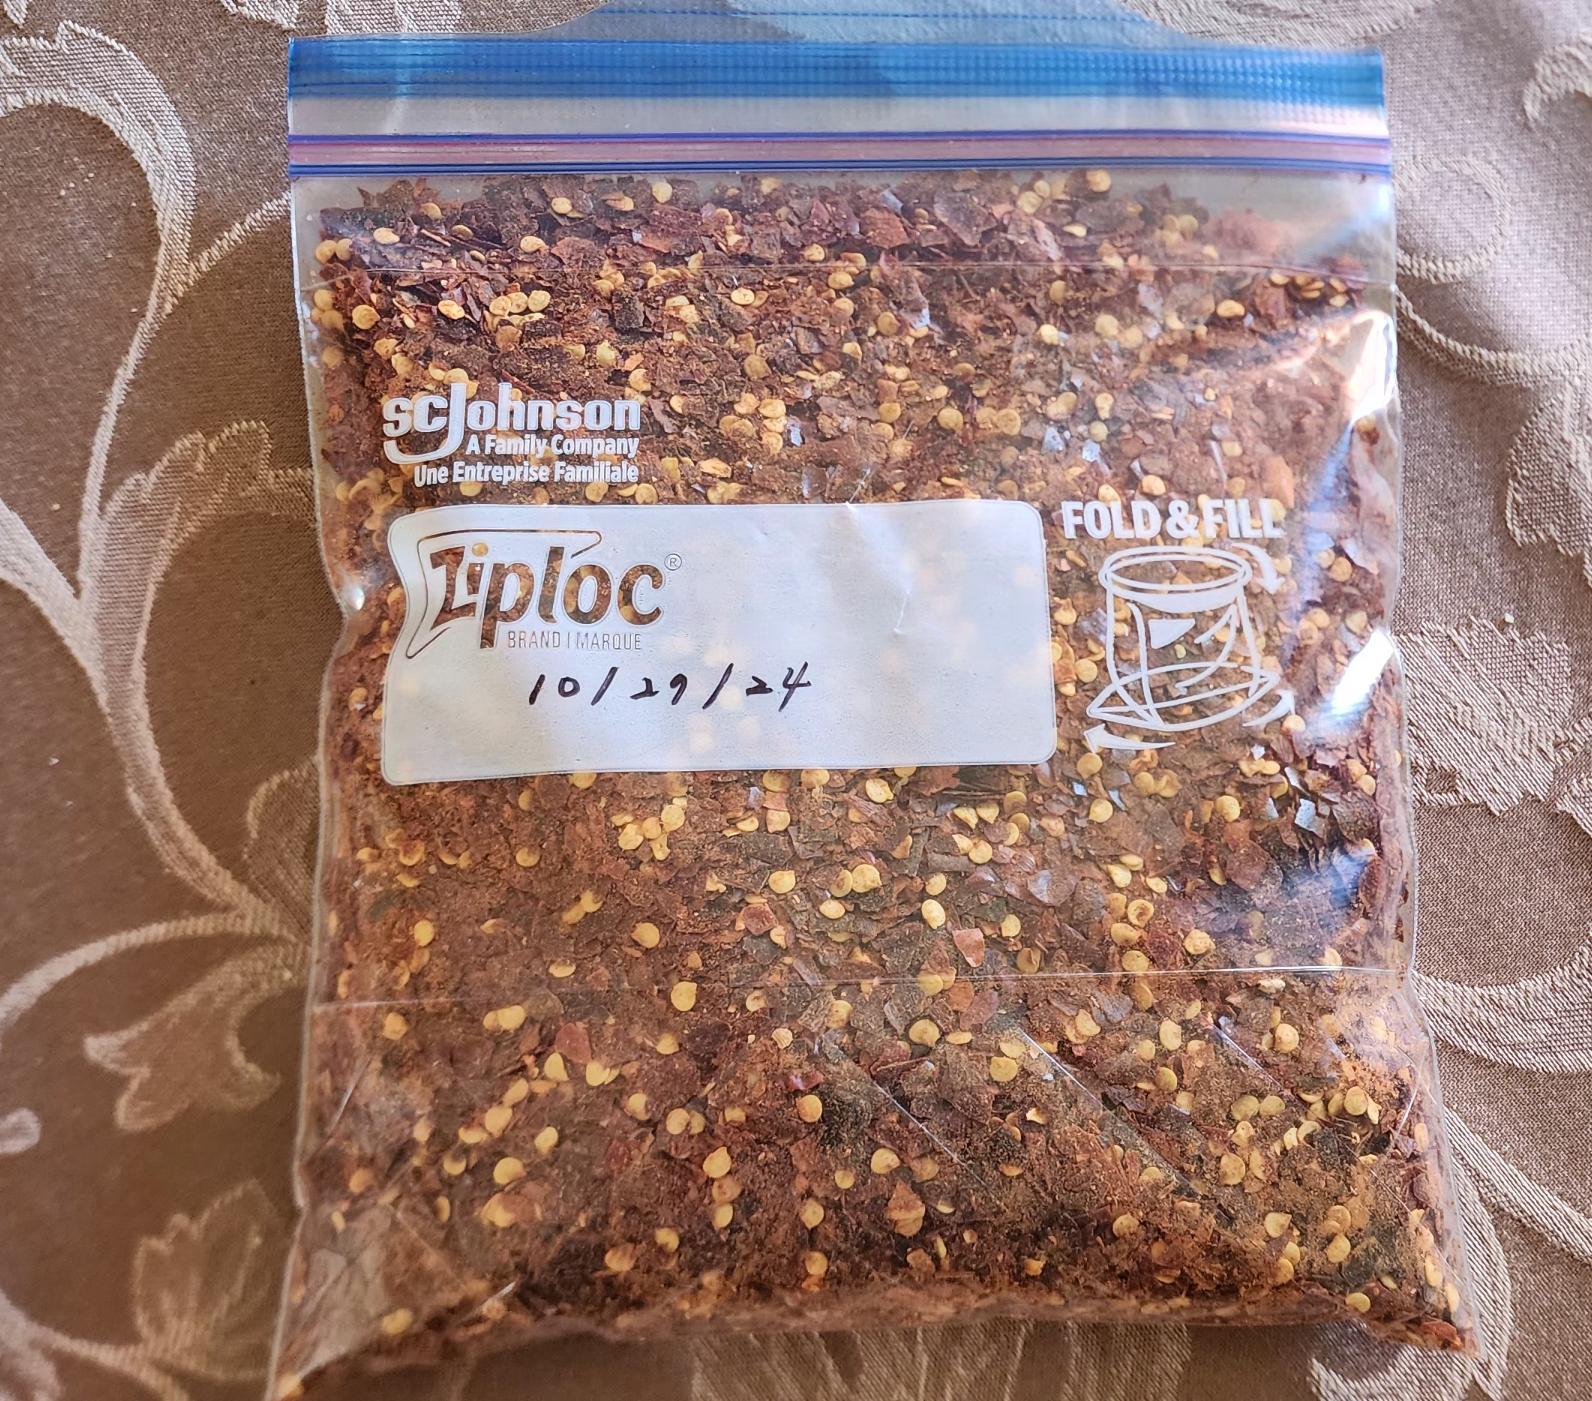 scJohnson
A Family Company
Une Entreprise Familiale
FOLD & FILL
Ziploc®
BRAND | MARQUE
10/29/24